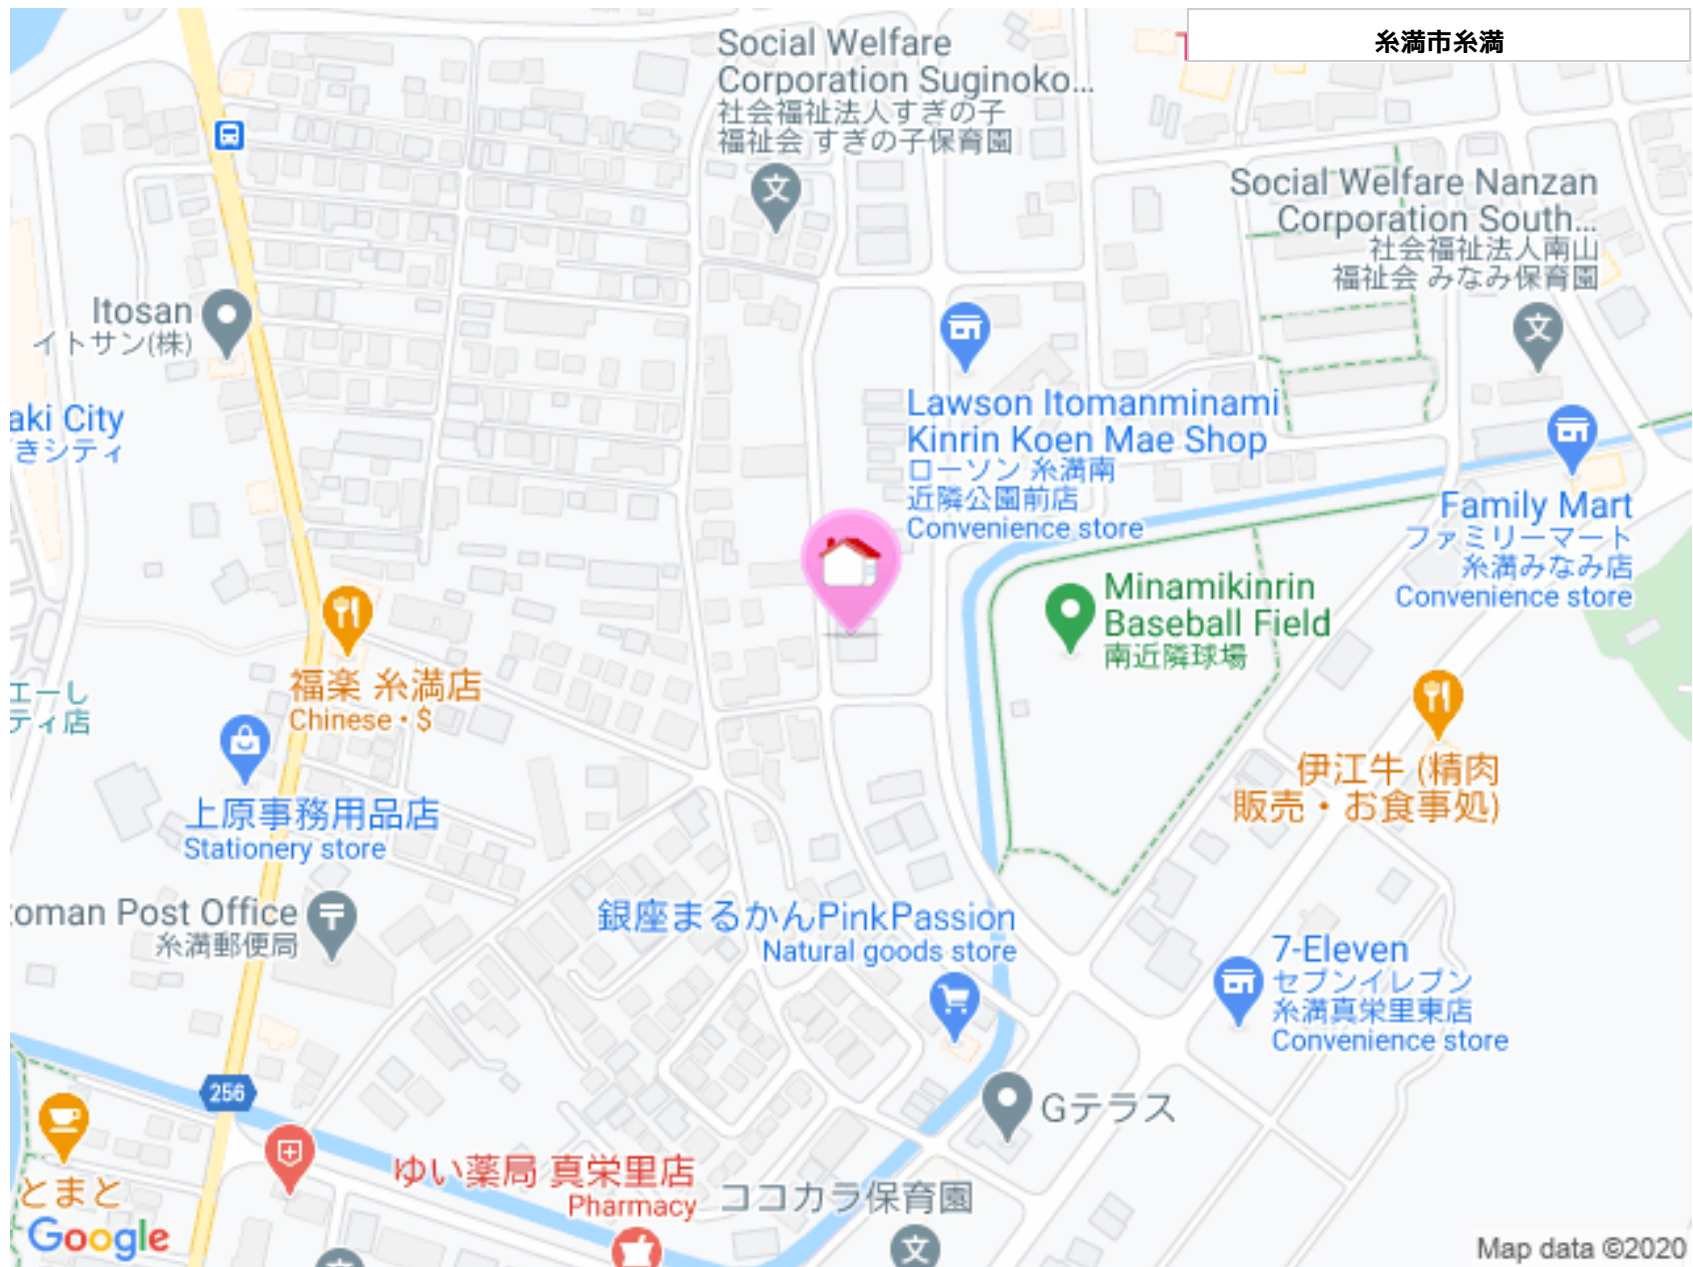 糸満市糸満
Social Welfare
Corporation Suginoko...
社会福祉法人すぎの子
福祉会 すぎの子保育園
Social Welfare Nanzan
Corporation South...
社会福祉法人南山
福祉会 みなみ保育園
Itosan
イトサン(株)
aki City
きシティ
Lawson Itomanminami
Kinrin Koen Mae Shop
ローソン 糸満南
近隣公園前店
Convenience store
Family Mart
ファミリーマート
糸満みなみ店
Convenience store
Minamikinrin
Baseball Field
南近隣球場
福楽 糸満店
Chinese・$
エーし
ティ店
上原事務用品店
Stationery store
伊江牛 (精肉
販売・お食事処)
oman Post Office
糸満郵便局
銀座まるかんPinkPassion
Natural goods store
7-Eleven
セブンイレブン
糸満真栄里東店
Convenience store
256
Gテラス
とまと
ゆい薬局 真栄里店
Pharmacy
ココカラ保育園
Google
Map data ©2020